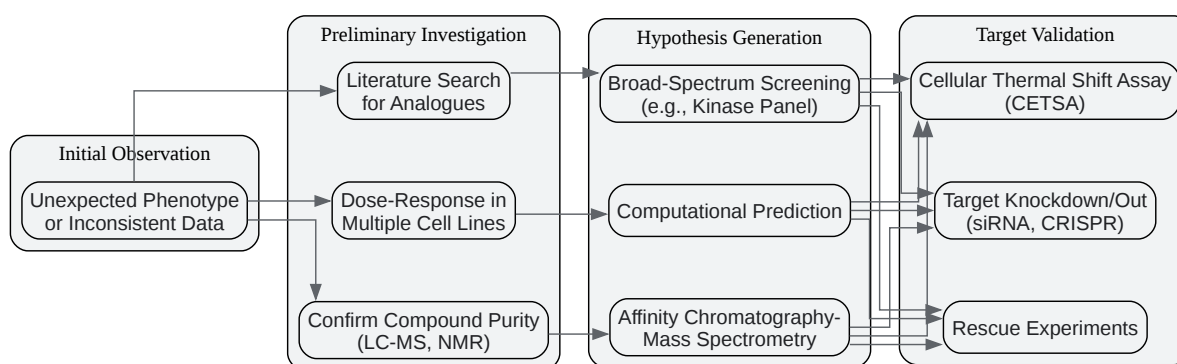 Initial Observation
Unexpected Phenotype
or Inconsistent Data
Preliminary Investigation
Literature Search
for Analogues
Dose-Response in
Multiple Cell Lines
Confirm Compound Purity
(LC-MS, NMR)
Hypothesis Generation
Broad-Spectrum Screening
(e.g., Kinase Panel)
Computational Prediction
Affinity Chromatography-
Mass Spectrometry
Target Validation
Cellular Thermal Shift Assay
(CETSA)
Target Knockdown/Out
(siRNA, CRISPR)
Rescue Experiments